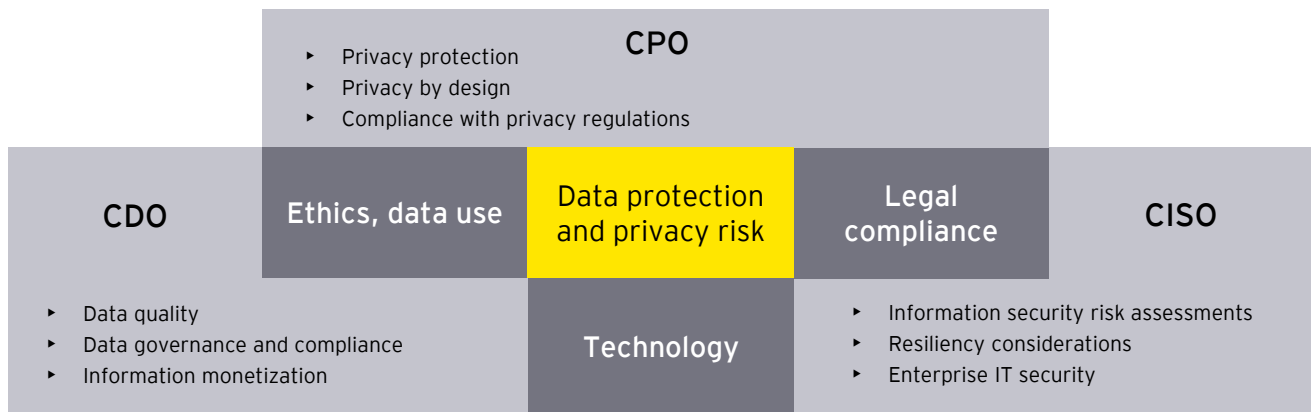 CPO
▸ Privacy protection
▸ Privacy by design
▸ Compliance with privacy regulations
CDO
Ethics, data use
Data protection
and privacy risk
Legal
compliance
CISO
▸ Data quality
▸ Data governance and compliance
▸ Information monetization
Technology
▸ Information security risk assessments
▸ Resiliency considerations
▸ Enterprise IT security